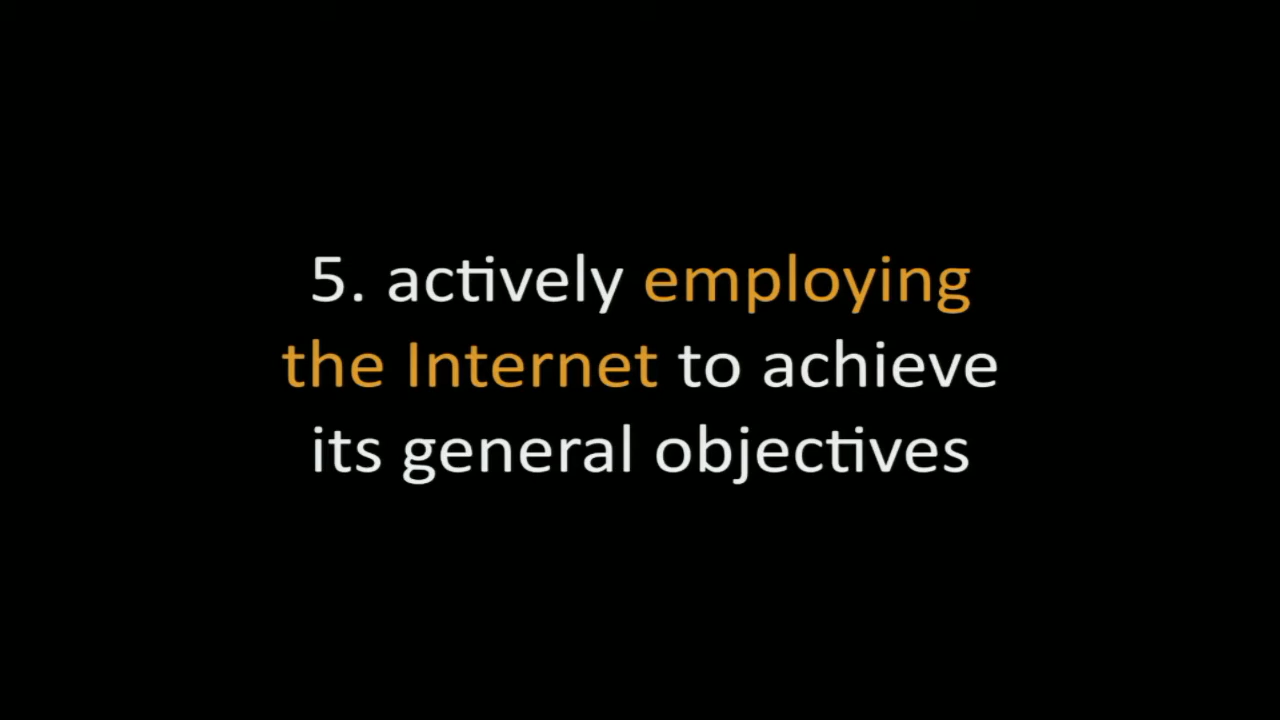 5. actively employing
the Internet to achieve
its general objectives